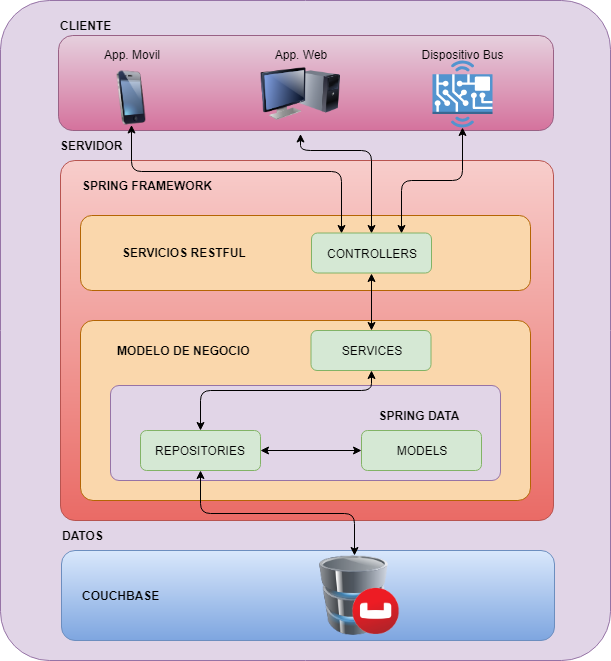 CLIENTE
App. Movil
App. Web
Dispositivo Bus
SERVIDOR
SPRING FRAMEWORK
SERVICIOS RESTFUL
CONTROLLERS
MODELO DE NEGOCIO
SERVICES
SPRING DATA
REPOSITORIES
MODELS
DATOS
COUCHBASE